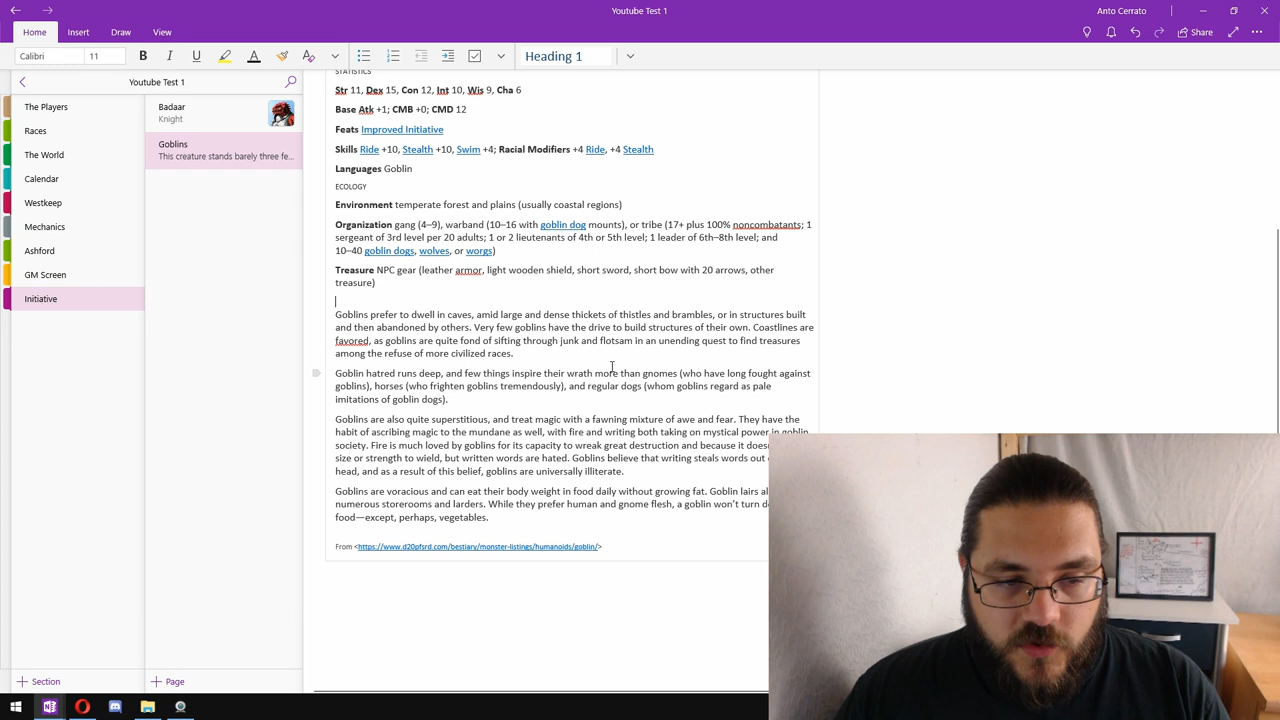 Youtube Test 1
Anto Cerrato
Home Insert Draw View
Share
Calibri 11 B I U A A Heading 1
Youtube Test 1
The Players
Races
The World
Calendar
Westkeep
Mechanics
Ashford
GM Screen
Initiative
Badaar
Knight
Goblins
This creature stands barely three fe...
STATISTICS
Str 11, Dex 15, Con 12, Int 10, Wis 9, Cha 6
Base Atk +1; CMB +0; CMD 12
Feats Improved Initiative
Skills Ride +10, Stealth +10, Swim +4; Racial Modifiers +4 Ride, +4 Stealth
Languages Goblin
ECOLOGY
Environment temperate forest and plains (usually coastal regions)
Organization gang (4–9), warband (10–16 with goblin dog mounts), or tribe (17+ plus 100% noncombatants; 1
sergeant of 3rd level per 20 adults; 1 or 2 lieutenants of 4th or 5th level; 1 leader of 6th–8th level; and
10–40 goblin dogs, wolves, or worgs)
Treasure NPC gear (leather armor, light wooden shield, short sword, short bow with 20 arrows, other
treasure)
Goblins prefer to dwell in caves, amid large and dense thickets of thistles and brambles, or in structures built
and then abandoned by others. Very few goblins have the drive to build structures of their own. Coastlines are
favored, as goblins are quite fond of sifting through junk and flotsam in an unending quest to find treasures
among the refuse of more civilized races.
Goblin hatred runs deep, and few things inspire their wrath more than gnomes (who have long fought against
goblins), horses (who frighten goblins tremendously), and regular dogs (whom goblins regard as pale
imitations of goblin dogs).
Goblins are also quite superstitious, and treat magic with a fawning mixture of awe and fear. They have the
habit of ascribing magic to the mundane as well, with fire and writing both taking on mystical power in goblin
society. Fire is much loved by goblins for its capacity to wreak great destruction and because it does
size or strength to wield, but written words are hated. Goblins believe that writing steals words out
head, and as a result of this belief, goblins are universally illiterate.
Goblins are voracious and can eat their body weight in food daily without growing fat. Goblin lairs al
numerous storerooms and larders. While they prefer human and gnome flesh, a goblin won't turn d
food—except, perhaps, vegetables.
From <https://www.d20pfsrd.com/bestiary/monster-listings/humanoids/goblin/>
+ Section + Page